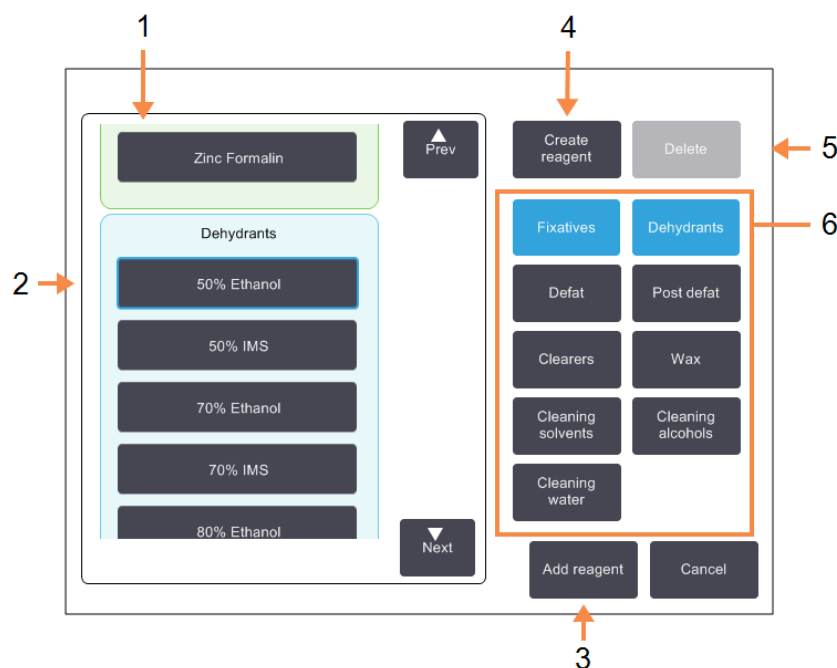 1
4
Zinc Formalin
Prev
Create
reagent
Delete
5
Dehydrants
Fixatives
Dehydrants
6
2
50% Ethanol
Defat
Post defat
50% IMS
Clearers
Wax
70% Ethanol
Cleaning
solvents
Cleaning
alcohols
70% IMS
Cleaning
water
80% Ethanol
Next
Add reagent
Cancel
3